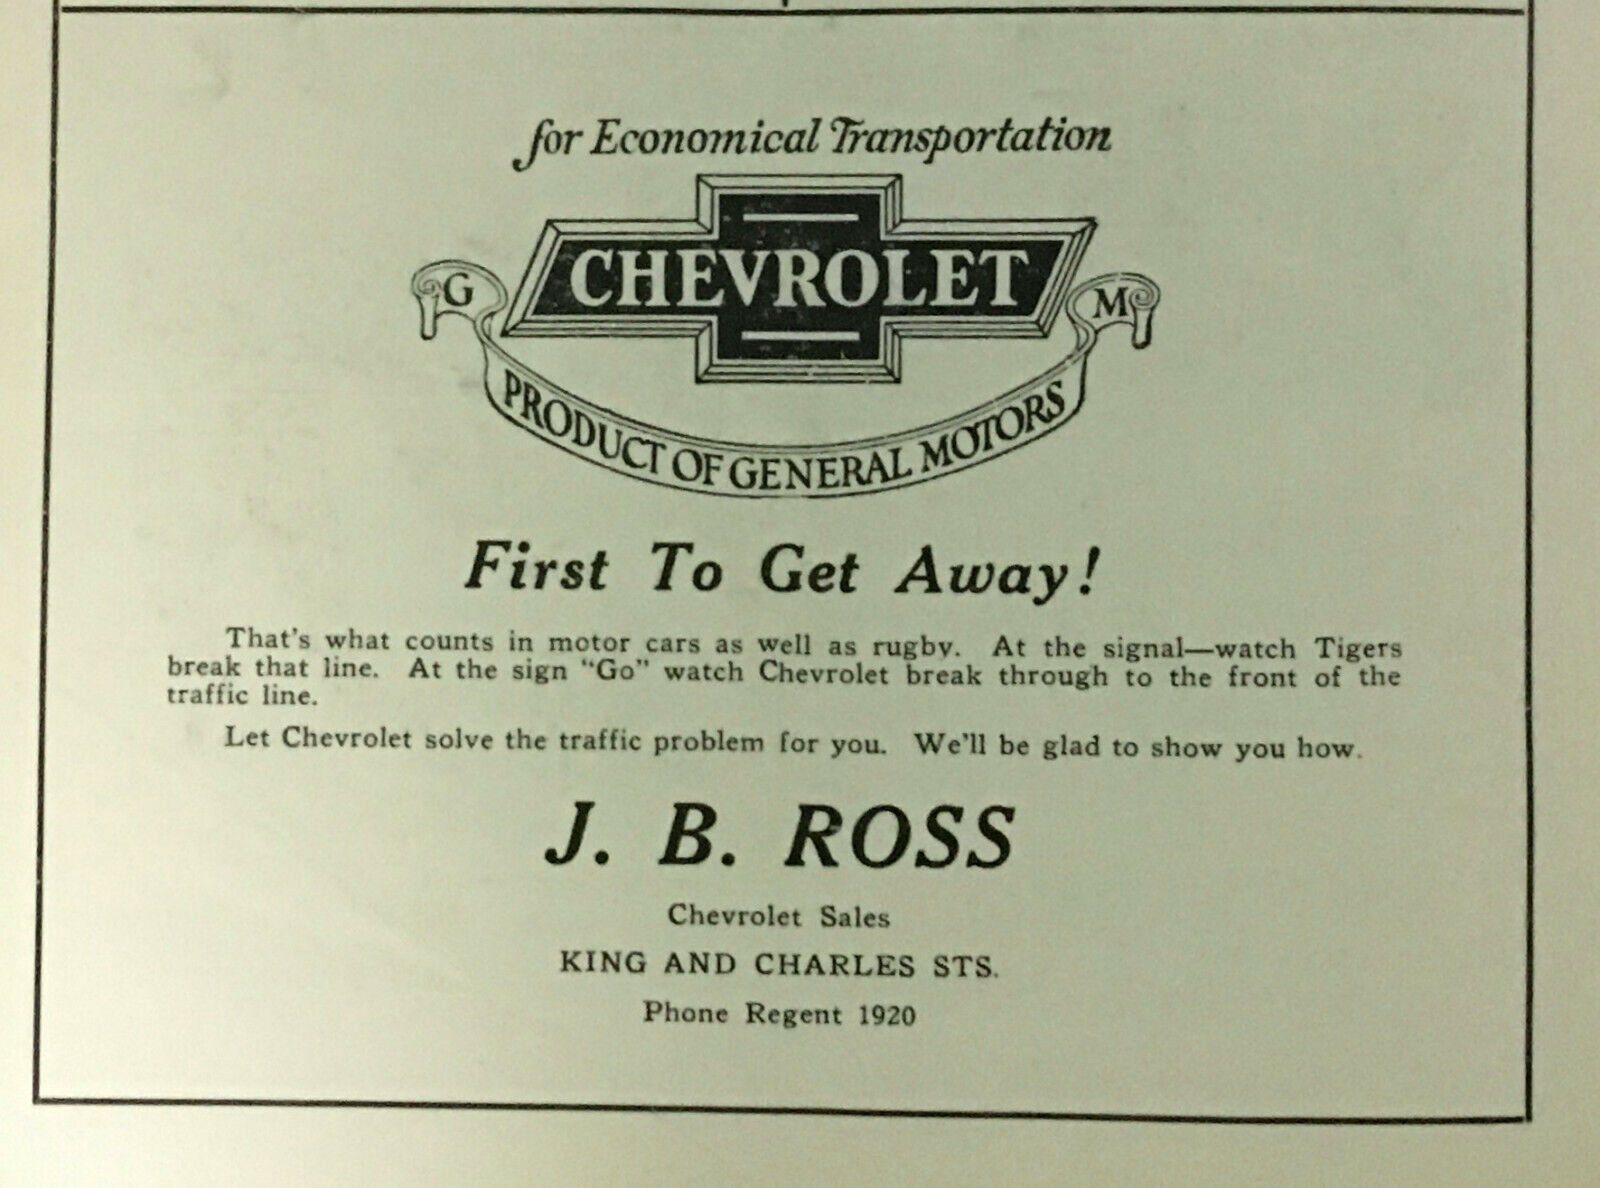 for Economical Transportation
CHEVROLET
G M
PRODUCT OF GENERAL MOTORS
First To Get Away!
That's what counts in motor cars as well as rugby. At the signal—watch Tigers
break that line. At the sign "Go" watch Chevrolet break through to the front of the
traffic line.
Let Chevrolet solve the traffic problem for you. We'll be glad to show you how.
J. B. ROSS
Chevrolet Sales
KING AND CHARLES STS.
Phone Regent 1920